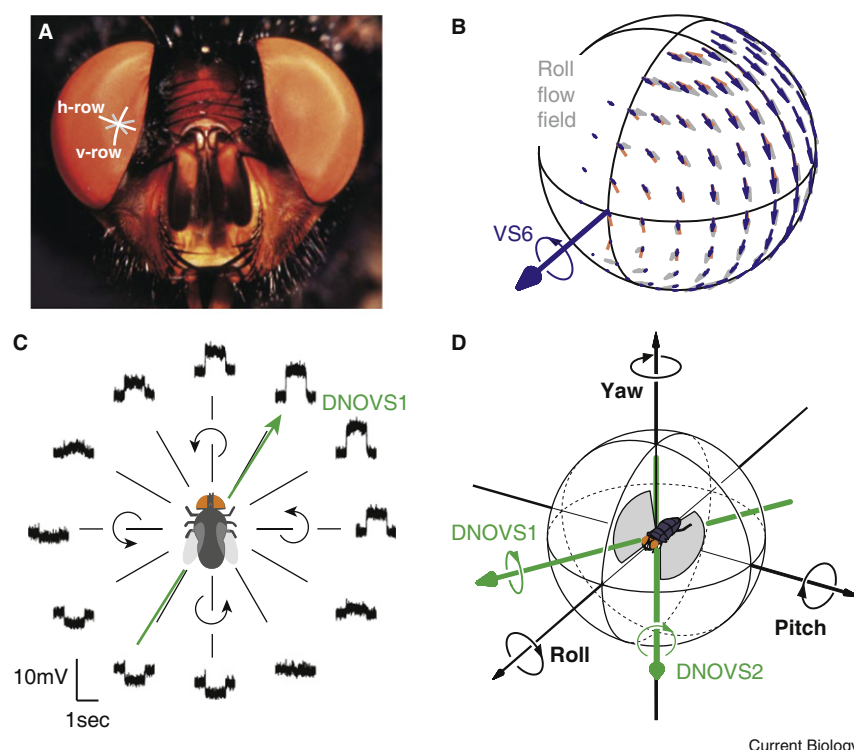 A
h-row
v-row
B
Roll
flow
field
VS6
C
DNOVS1
10mV
1sec
D
Yaw
DNOVS1
Pitch
Roll
DNOVS2
Current Biology